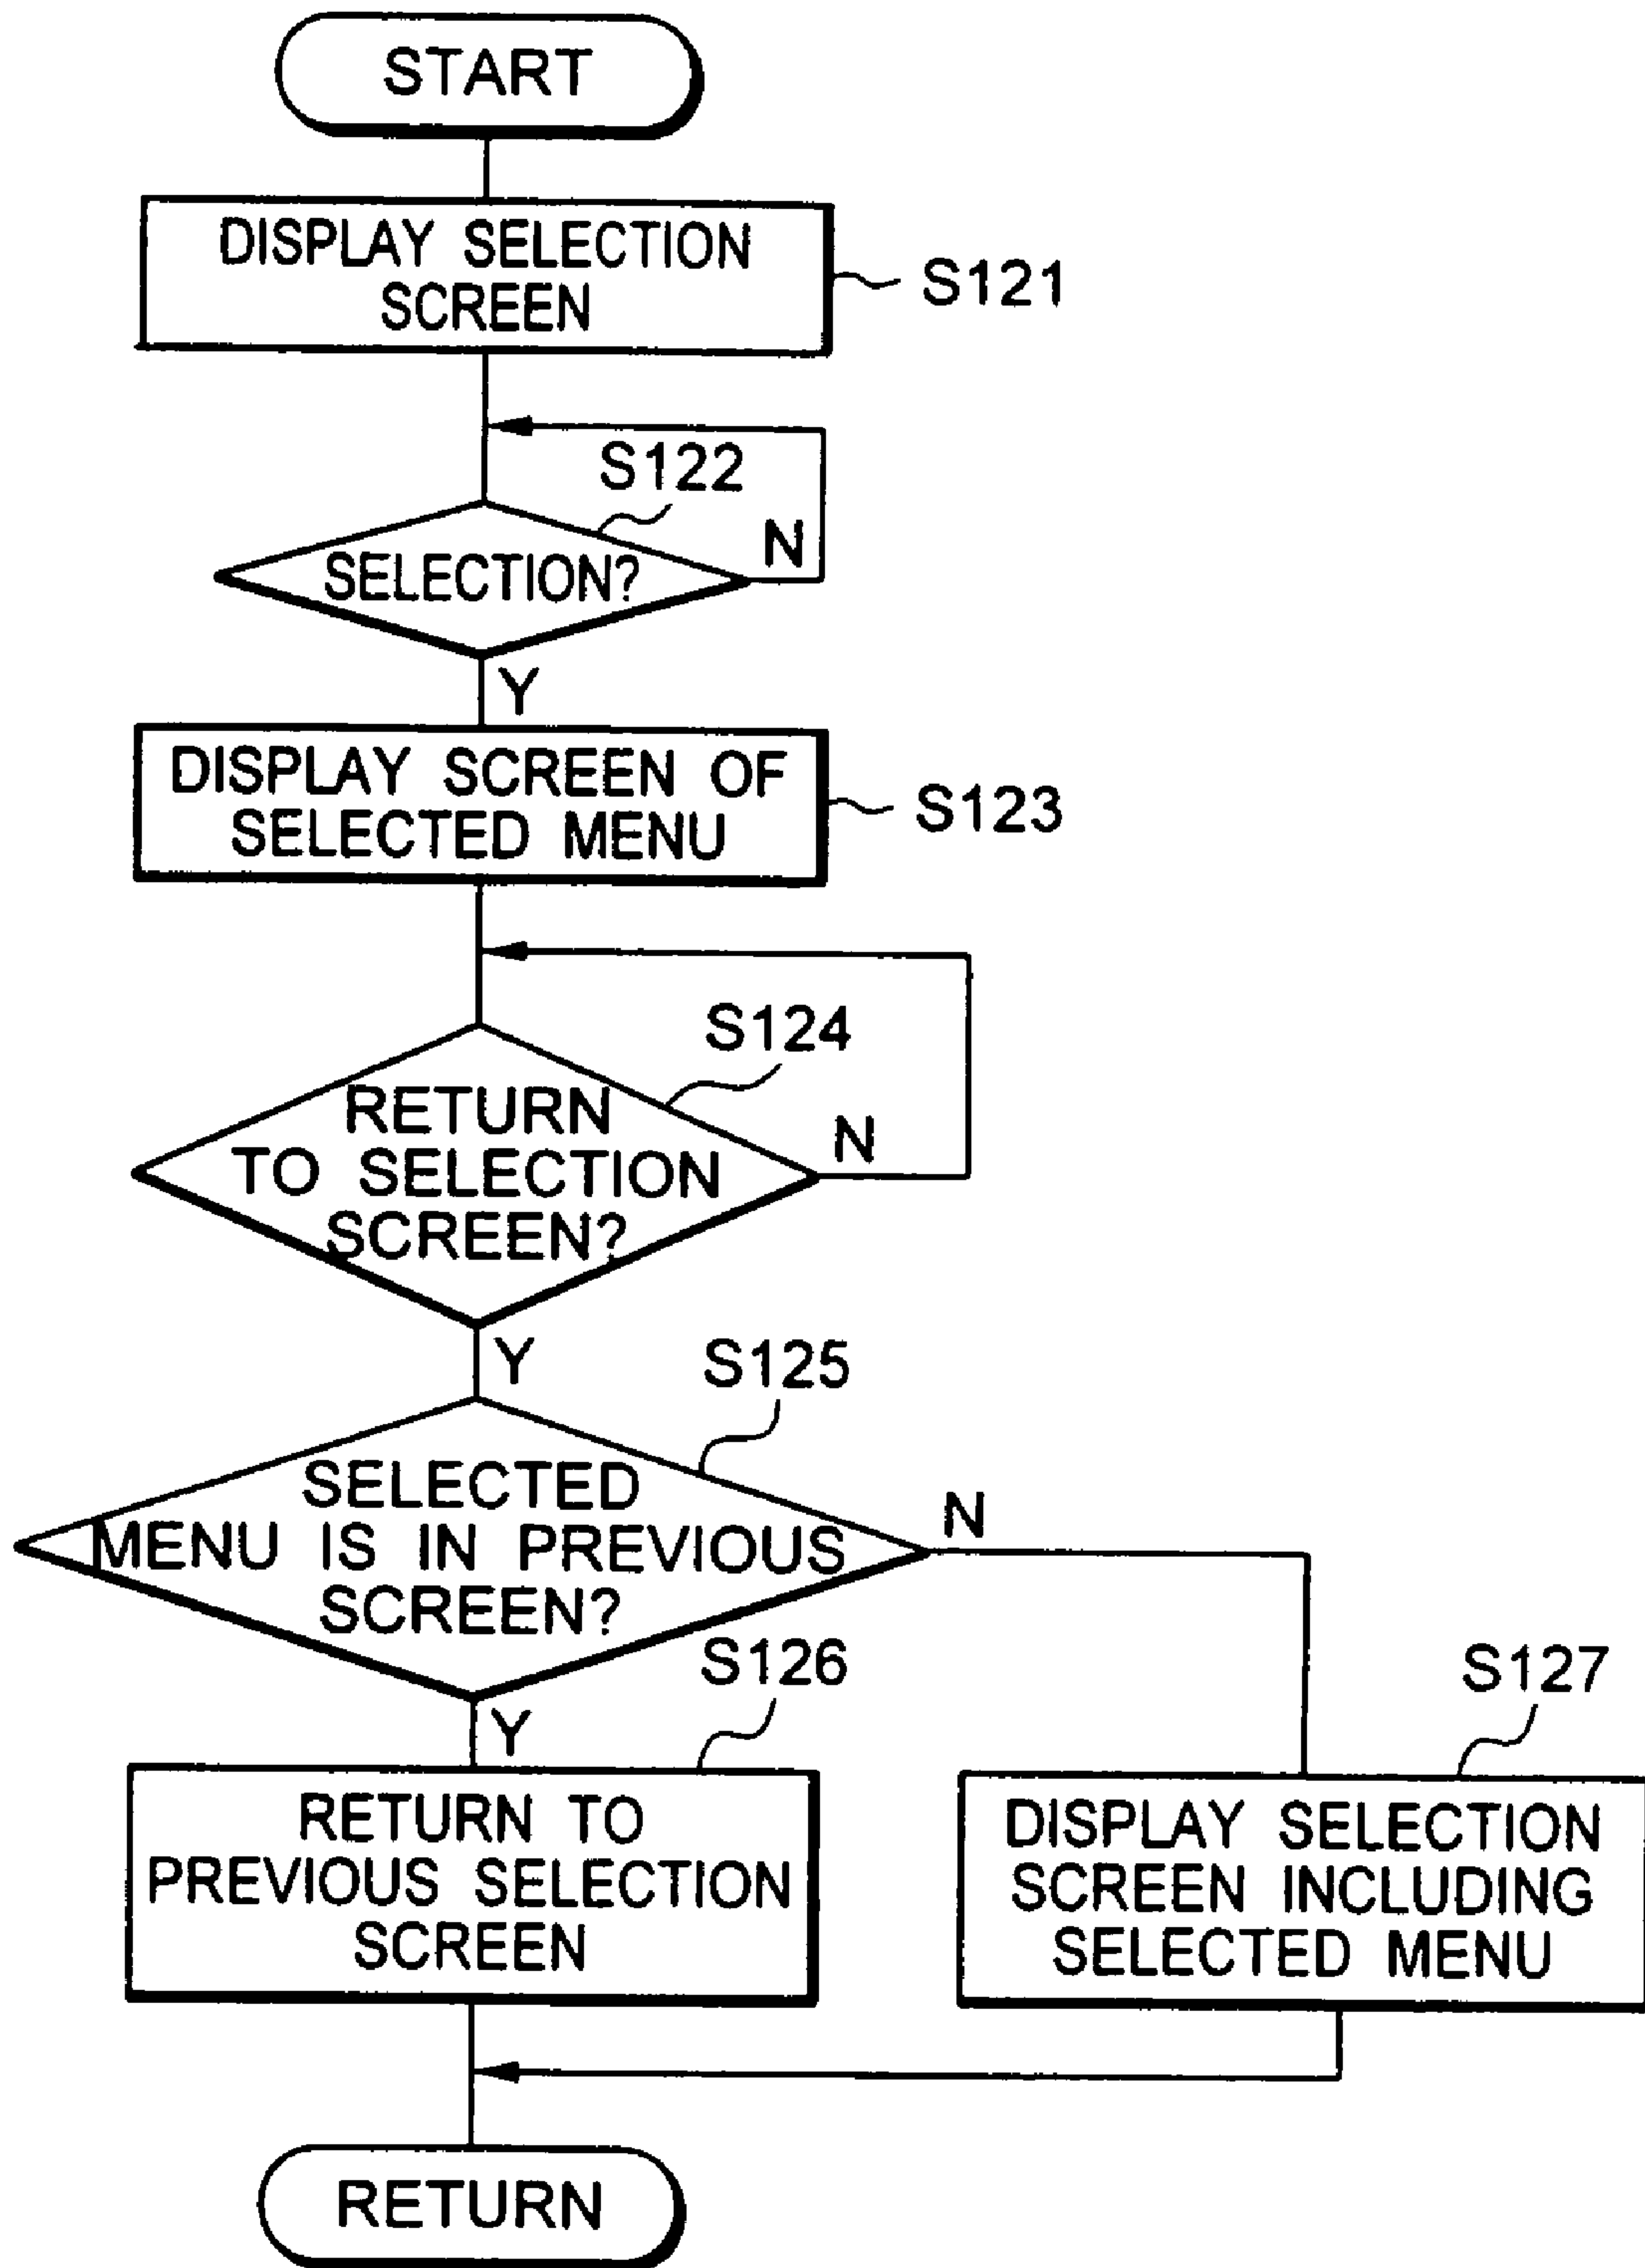 START
DISPLAY SELECTION
SCREEN
S121
S122
SELECTION?
N
Y
DISPLAY SCREEN OF
SELECTED MENU
S123
S124
RETURN
TO SELECTION
SCREEN?
N
Y
S125
SELECTED
MENU IS IN PREVIOUS
SCREEN?
N
Y
S126
RETURN TO
PREVIOUS SELECTION
SCREEN
S127
DISPLAY SELECTION
SCREEN INCLUDING
SELECTED MENU
RETURN